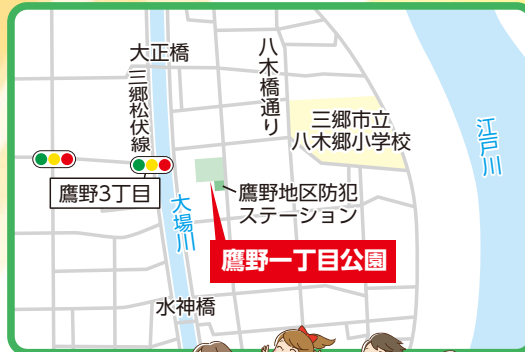 大正橋
三郷松伏線
八木橋通り
三郷市立
八木郷小学校
江戸川
鷹野3丁目
大場川
鷹野地区防犯
ステーション
鷹野一丁目公園
水神橋